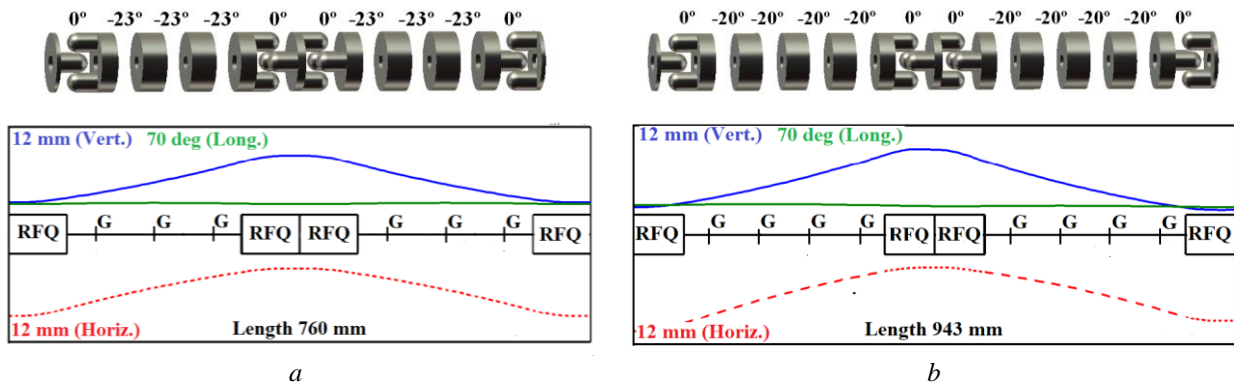 0º -23º -23º -23º 0º 0º -23º -23º -23º 0º
12 mm (Vert.) 70 deg (Long.)
RFQ G G G RFQ RFQ G G G RFQ
12 mm (Horiz.) Length 760 mm
a
0º -20º -20º -20º -20º 0º 0º -20º -20º -20º -20º 0º
12 mm (Vert.) 70 deg (Long.)
RFQ G G G G RFQ RFQ G G G G RFQ
12 mm (Horiz.) Length 943 mm
b